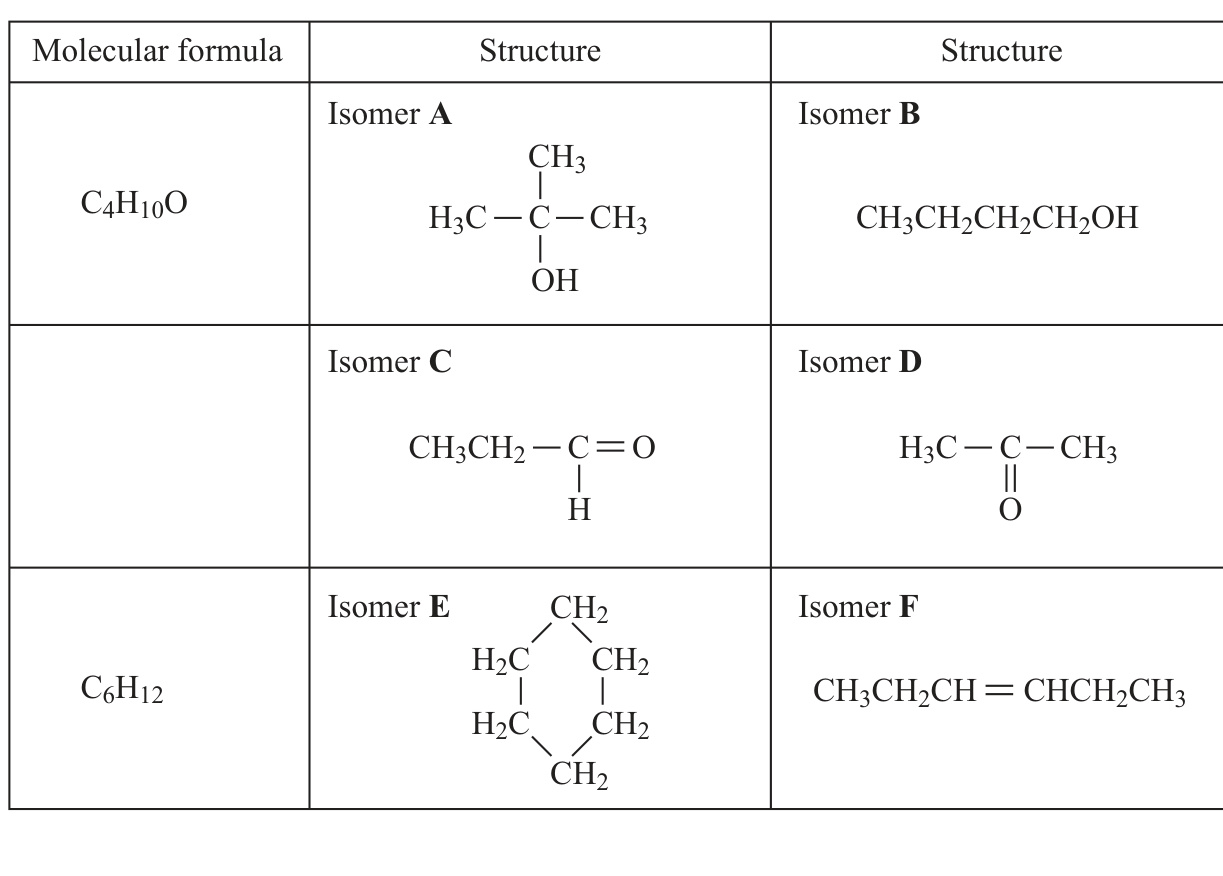 Molecular formula Structure Structure
Isomer A Isomer B
CH3
C4H10O H3C — C — CH3 CH3CH2CH2CH2OH
OH
Isomer C Isomer D
CH3CH2 — C = O H3C — C — CH3
H O
Isomer E CH2 Isomer F
H2C CH2
C6H12 CH3CH2CH = CHCH2CH3
H2C CH2
CH2